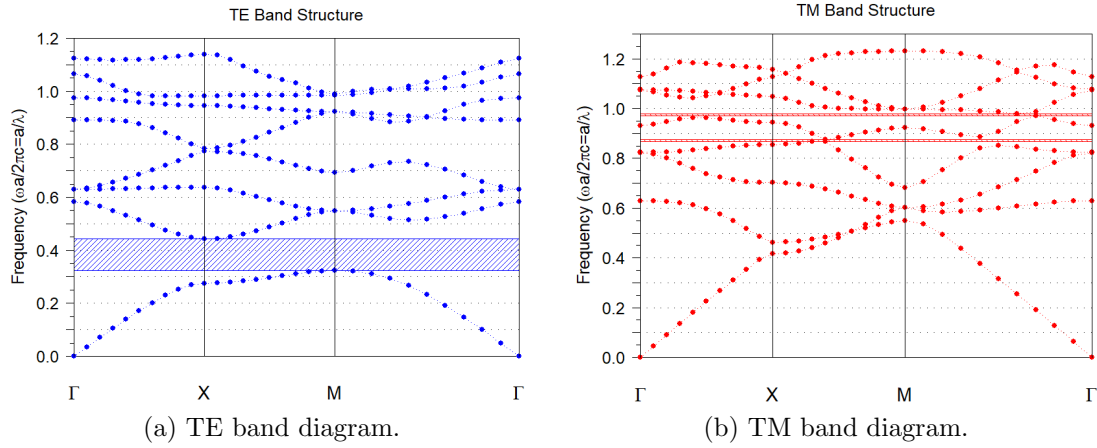 TE Band Structure
Frequency (ωa/2πc=a/λ)
1.2
1.0
0.8
0.6
0.4
0.2
0.0
Γ X M Γ
(a) TE band diagram.
TM Band Structure
Frequency (ωa/2πc=a/λ)
1.2
1.0
0.8
0.6
0.4
0.2
0.0
Γ X M Γ
(b) TM band diagram.